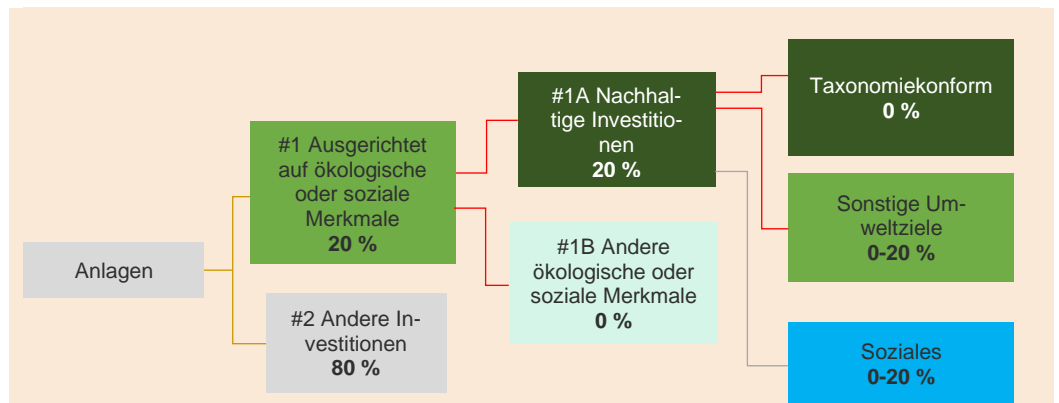 Anlagen
#1 Ausgerichtet
auf ökologische
oder soziale
Merkmale
20 %
#2 Andere In-
vestitionen
80 %
#1A Nachhal-
tige Investitio-
nen
20 %
#1B Andere
ökologische oder
soziale Merkmale
0 %
Taxonomiekonform
0 %
Sonstige Um-
weltziele
0-20 %
Soziales
0-20 %